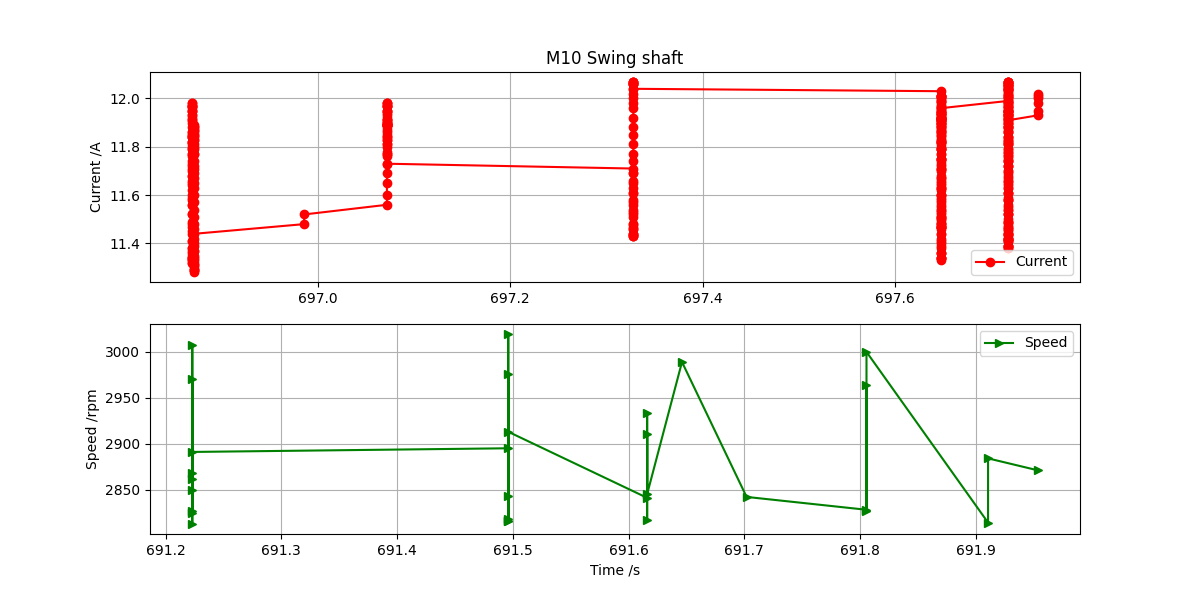 M10 Swing shaft
Current /A
12.0
11.8
11.6
11.4
Current
697.0 697.2 697.4 697.6
Speed /rpm
3000
2950
2900
2850
Speed
691.2 691.3 691.4 691.5 691.6 691.7 691.8 691.9
Time /s